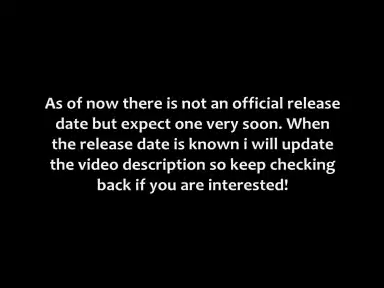 As of now there is not an official release
date but expect one very soon. When
the release date is known i will update
the video description so keep checking
back if you are interested!